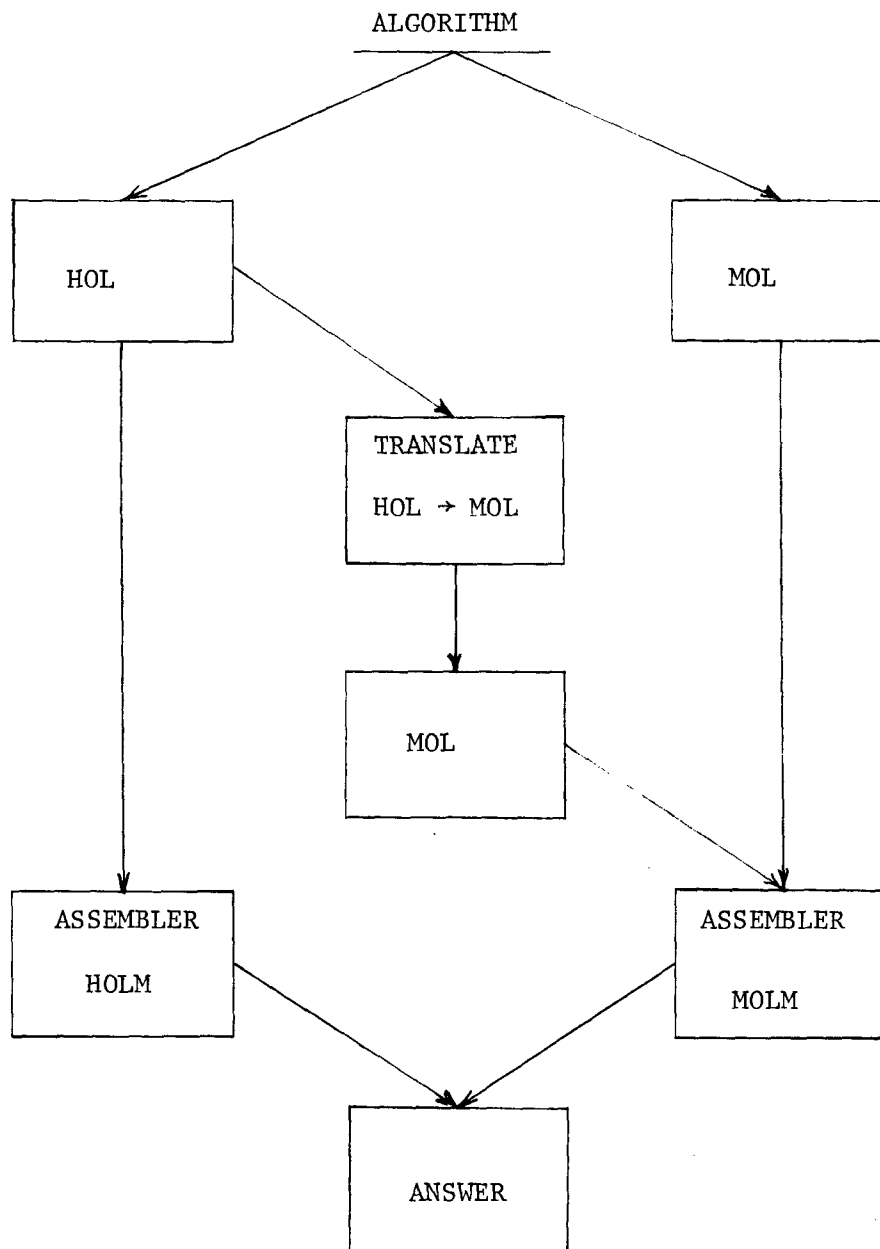 ALGORITHM
HOL
MOL
TRANSLATE
HOL → MOL
MOL
ASSEMBLER
HOLM
ASSEMBLER
MOLM
ANSWER